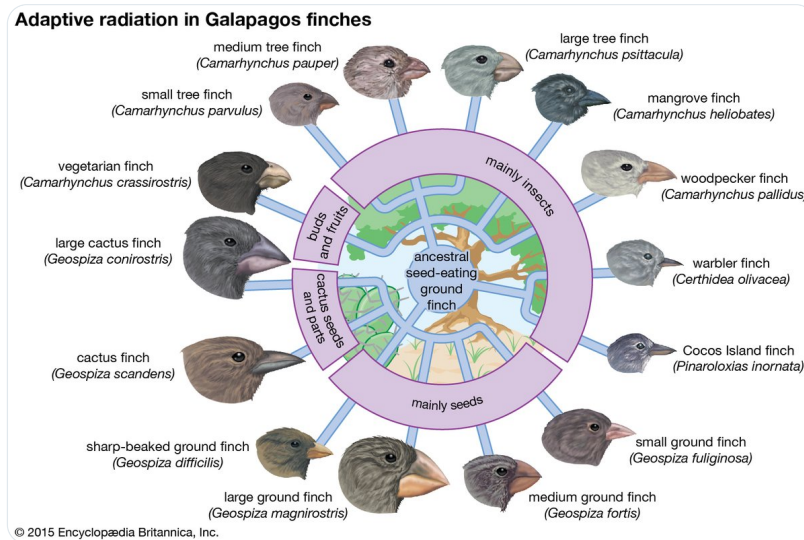 Adaptive radiation in Galapagos finches
medium tree finch
(Camarhynchus pauper)
large tree finch
(Camarhynchus psittacula)
small tree finch
(Camarhynchus parvulus)
mangrove finch
(Camarhynchus heliobates)
vegetarian finch
(Camarhynchus crassirostris)
woodpecker finch
(Camarhynchus pallidus
large cactus finch
(Geospiza conirostris)
warbler finch
(Certhidea olivacea)
cactus finch
(Geospiza scandens)
Cocos Island finch
(Pinaroloxias inornata)
sharp-beaked ground finch
(Geospiza difficilis)
small ground finch
(Geospiza fuliginosa)
large ground finch
(Geospiza magnirostris)
medium ground finch
(Geospiza fortis)
mainly insects
buds
and fruits
cactus seeds
and parts
mainly seeds
ancestral
seed-eating
ground
finch
© 2015 Encyclopædia Britannica, Inc.